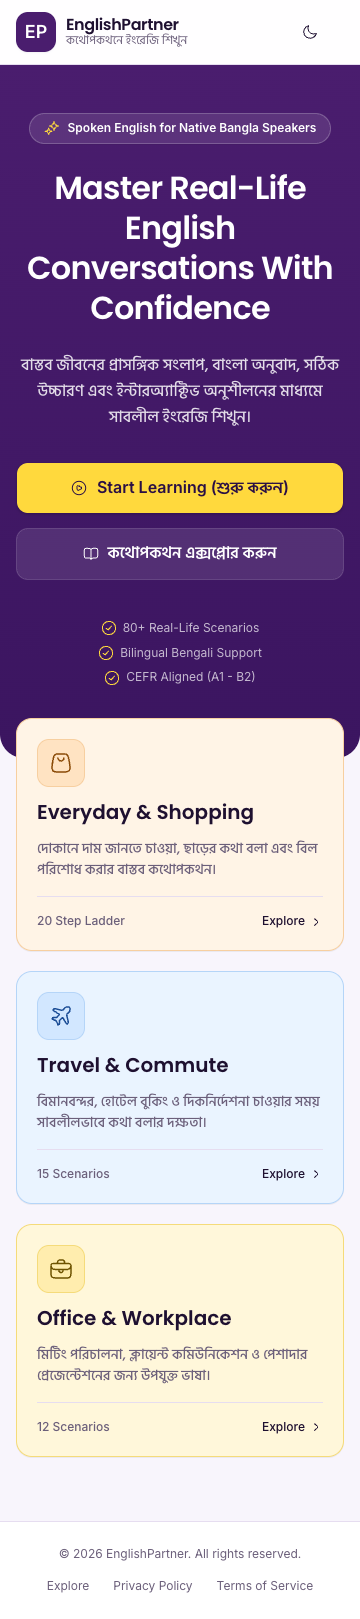 EP
EnglishPartner
কথোপকথনে ইংরেজি শিখুন
Spoken English for Native Bangla Speakers
Master Real-Life
English
Conversations With
Confidence
বাস্তব জীবনের প্রাসঙ্গিক সংলাপ, বাংলা অনুবাদ, সঠিক
উচ্চারণ এবং ইন্টারঅ্যাক্টিভ অনুশীলনের মাধ্যমে
সাবলীল ইংরেজি শিখুন।
Start Learning (শুরু করুন)
কথোপকথন এক্সপ্লোর করুন
80+ Real-Life Scenarios
Bilingual Bengali Support
CEFR Aligned (A1 - B2)
Everyday & Shopping
দোকানে দাম জানতে চাওয়া, ছাড়ের কথা বলা এবং বিল
পরিশোধ করার বাস্তব কথোপকথন।
20 Step Ladder
Explore
Travel & Commute
বিমানবন্দর, হোটেল বুকিং ও দিকনির্দেশনা চাওয়ার সময়
সাবলীলভাবে কথা বলার দক্ষতা।
15 Scenarios
Explore
Office & Workplace
মিটিং পরিচালনা, ক্লায়েন্ট কমিউনিকেশন ও পেশাদার
প্রেজেন্টেশনের জন্য উপযুক্ত ভাষা।
12 Scenarios
Explore
© 2026 EnglishPartner. All rights reserved.
Explore Privacy Policy Terms of Service